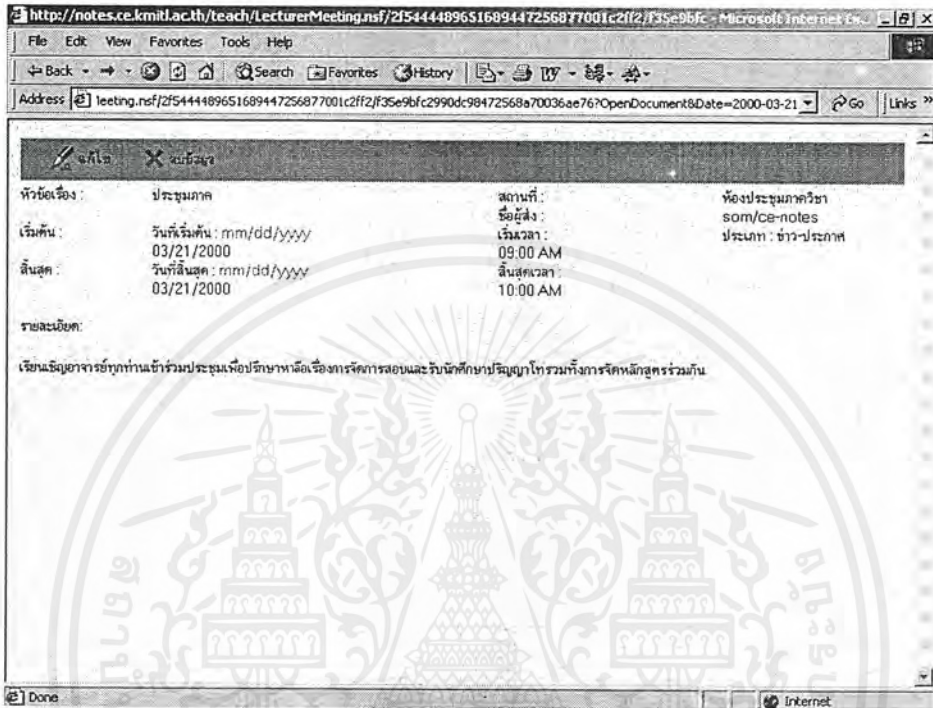 http://notes.ce.kmitl.ac.th/teach/LecturerMeeting.nsf/2f5444489651689447256877001c2ff2/f35e9bfc - Microsoft Internet Ex...
File Edit View Favorites Tools Help
Back Search Favorites History
Address leeting.nsf/2f5444489651689447256877001c2ff2/f35e9bfc2990dc98472568a70036ae76?OpenDocument&Date=2000-03-21 Go Links »
แก้ไข ลบข้อมูล
หัวข้อเรื่อง : ประชุมภาค สถานที่ : ห้องประชุมภาควิชา
ชื่อผู้ส่ง : som/ce-notes
เริ่มต้น : วันที่เริ่มต้น : mm/dd/yyyy เริ่มเวลา : ประเภท : ข่าว-ประกาศ
03/21/2000 09:00 AM
สิ้นสุด : วันที่สิ้นสุด : mm/dd/yyyy สิ้นสุดเวลา :
03/21/2000 10:00 AM
รายละเอียด:
เรียนเชิญอาจารย์ทุกท่านเข้าร่วมประชุมเพื่อปรึกษาหาลือเรื่องการจัดการสอบและรับนักศึกษาปริญญาโทรวมทั้งการจัดหลักสูตรร่วมกัน
Done Internet